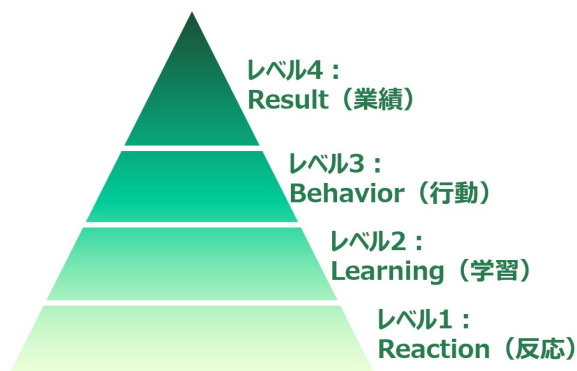 レベル4：
Result（業績）
レベル3：
Behavior（行動）
レベル2：
Learning（学習）
レベル1：
Reaction（反応）